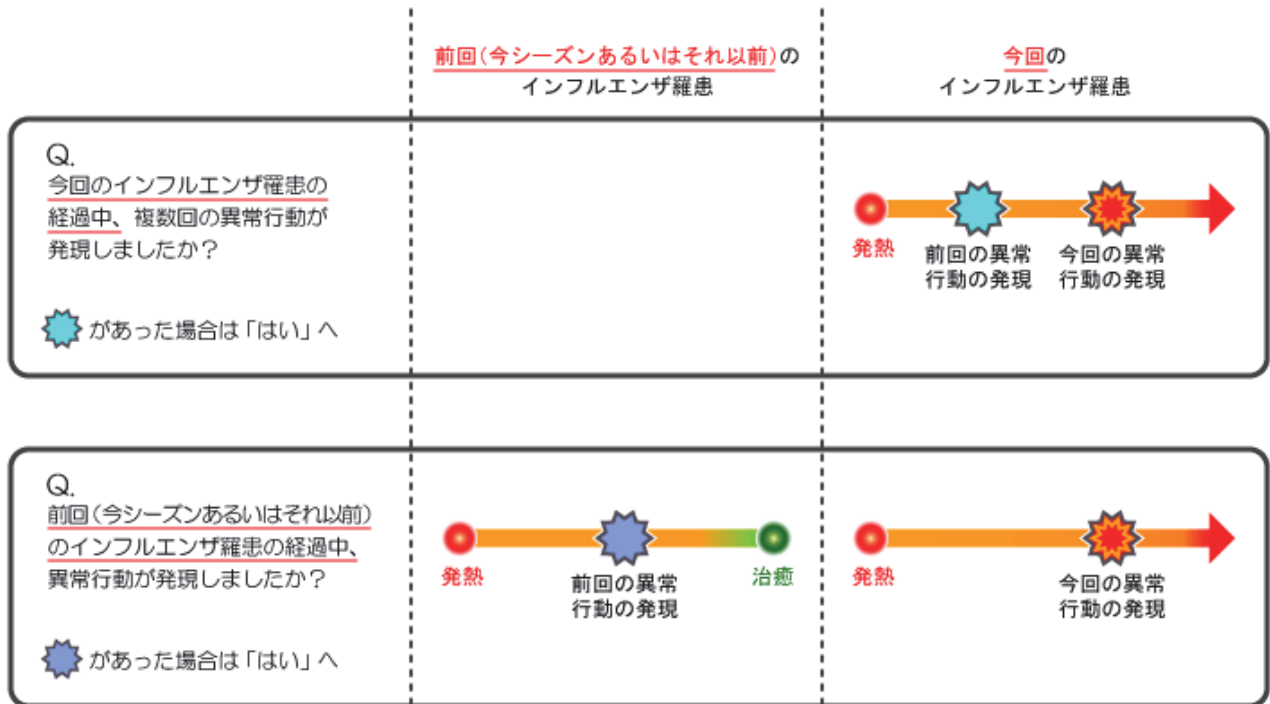 前回(今シーズンあるいはそれ以前)の
インフルエンザ羅患
今回の
インフルエンザ羅患
Q.
今回のインフルエンザ罹患の
経過中、複数回の異常行動が
発現しましたか?
があった場合は「はい」へ
発熱
前回の異常
行動の発現
今回の異常
行動の発現
Q.
前回(今シーズンあるいはそれ以前)
のインフルエンザ羅患の経過中、
異常行動が発現しましたか?
があった場合は「はい」へ
発熱
前回の異常
行動の発現
治癒
発熱
今回の異常
行動の発現